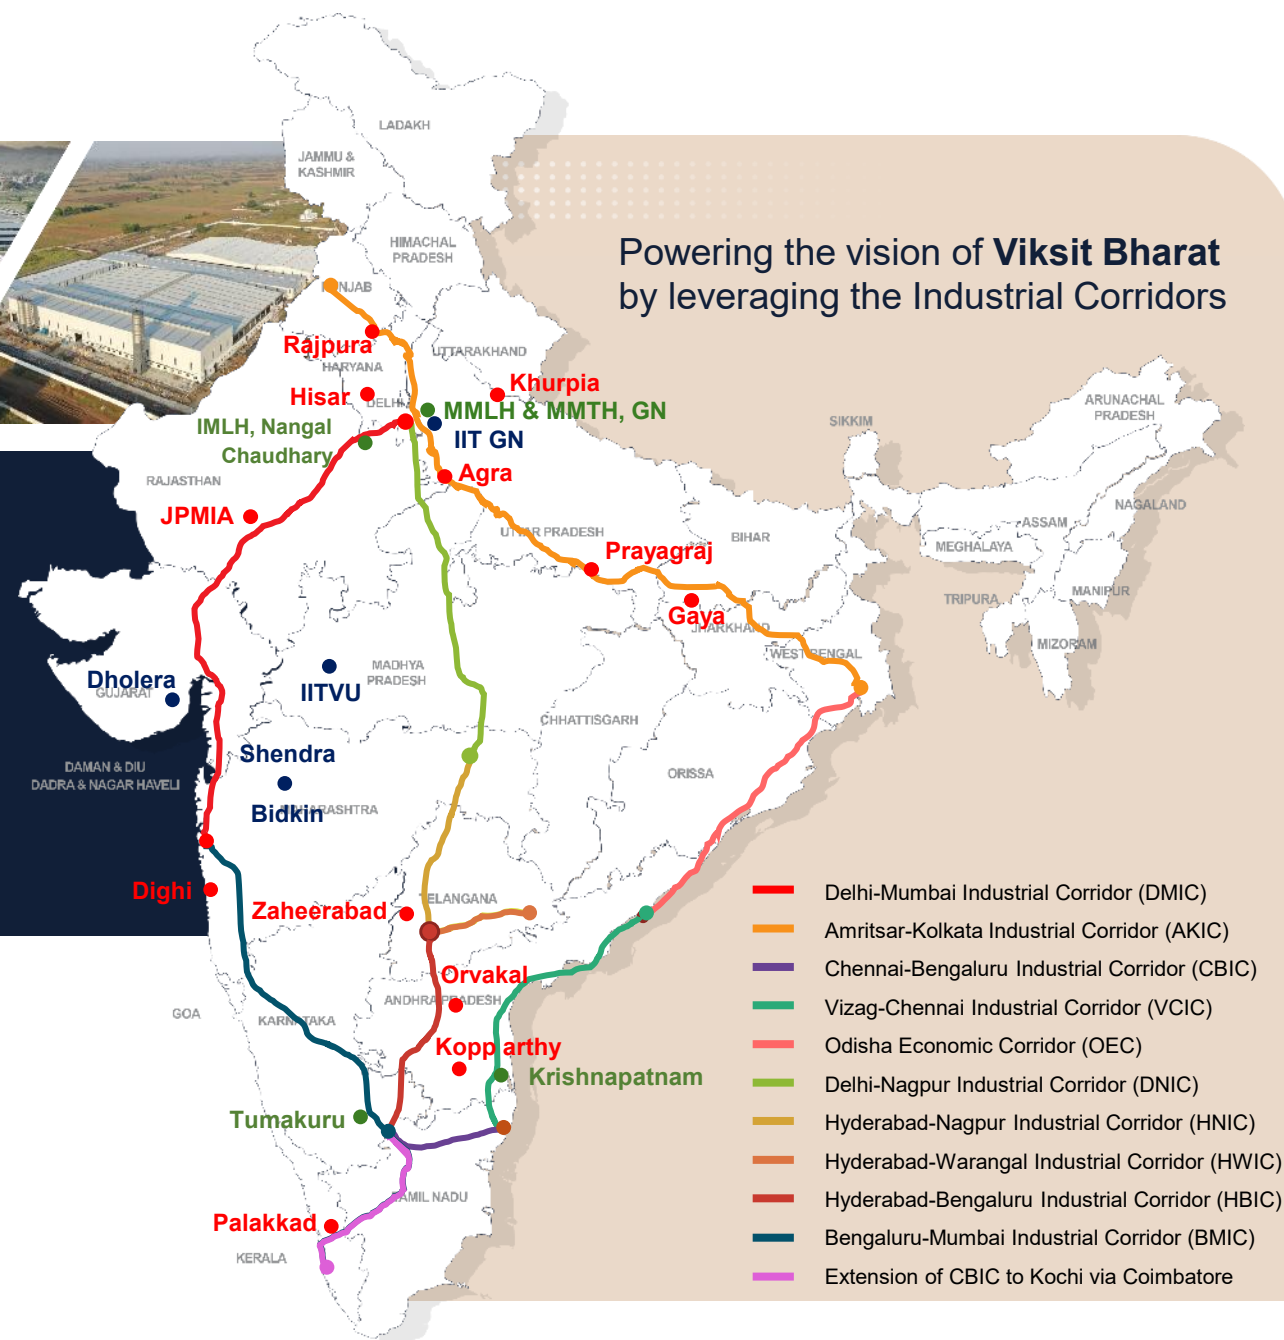 Powering the vision of Viksit Bharat
by leveraging the Industrial Corridors
LADAKH
JAMMU &
KASHMIR
HIMACHAL
PRADESH
PUNJAB
Rajpura
HARYANA
UTTARAKHAND
Hisar
DELHI
Khurpia
MMLH & MMTH, GN
IIT GN
IMLH, Nangal
Chaudhary
Agra
RAJASTHAN
JPMIA
UTTAR PRADESH
Prayagraj
BIHAR
Gaya
JHARKHAND
WEST BENGAL
SIKKIM
ARUNACHAL
PRADESH
NAGALAND
ASSAM
MEGHALAYA
MANIPUR
TRIPURA
MIZORAM
Dholera
GUJARAT
IITVU
MADHYA
PRADESH
CHHATTISGARH
DAMAN & DIU
DADRA & NAGAR HAVELI
Shendra
Bidkin
MAHARASHTRA
ORISSA
Dighi
Zaheerabad
TELANGANA
Orvakal
ANDHRA PRADESH
GOA
KARNATAKA
Kopp arthy
Krishnapatnam
Tumakuru
TAMIL NADU
Palakkad
KERALA
Delhi-Mumbai Industrial Corridor (DMIC)
Amritsar-Kolkata Industrial Corridor (AKIC)
Chennai-Bengaluru Industrial Corridor (CBIC)
Vizag-Chennai Industrial Corridor (VCIC)
Odisha Economic Corridor (OEC)
Delhi-Nagpur Industrial Corridor (DNIC)
Hyderabad-Nagpur Industrial Corridor (HNIC)
Hyderabad-Warangal Industrial Corridor (HWIC)
Hyderabad-Bengaluru Industrial Corridor (HBIC)
Bengaluru-Mumbai Industrial Corridor (BMIC)
Extension of CBIC to Kochi via Coimbatore